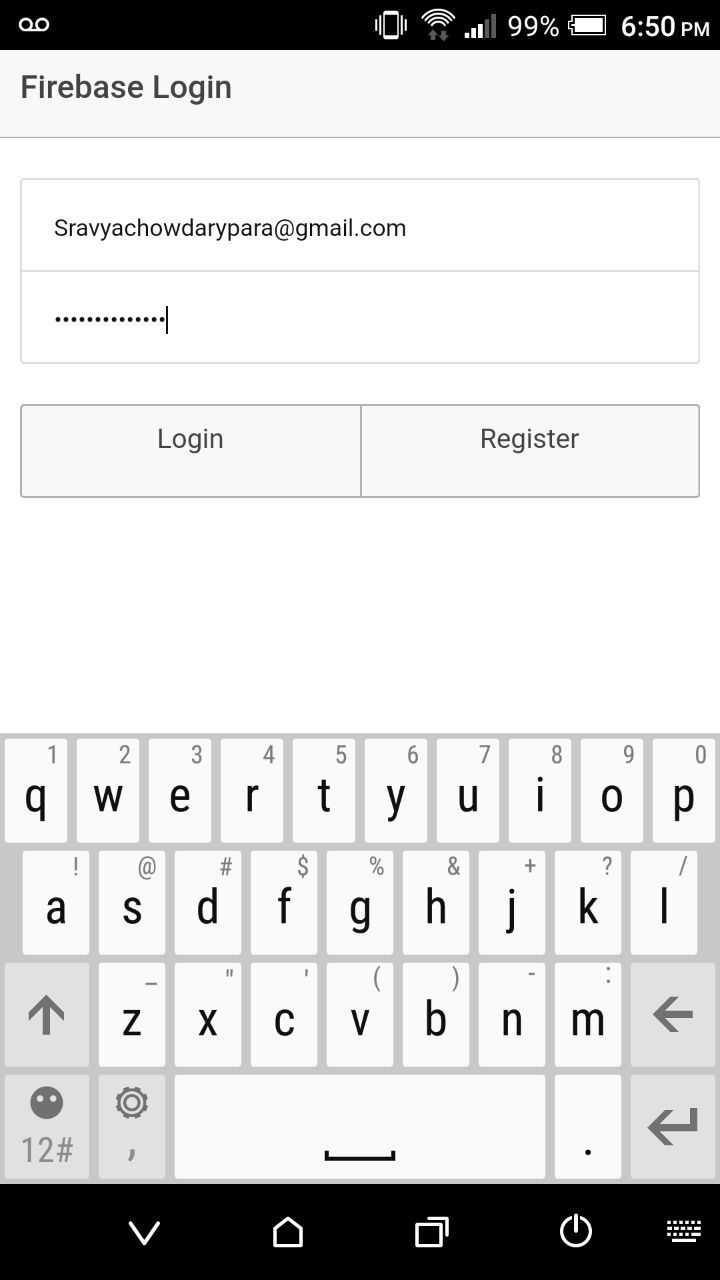 99% 6:50 PM
Firebase Login
Sravyachowdarypara@gmail.com
••••••••••••••
Login Register
1 2 3 4 5 6 7 8 9 0
q w e r t y u i o p
! @ # $ % & + ? /
a s d f g h j k l
_ " ' ( ) - :
z x c v b n m
12# , .